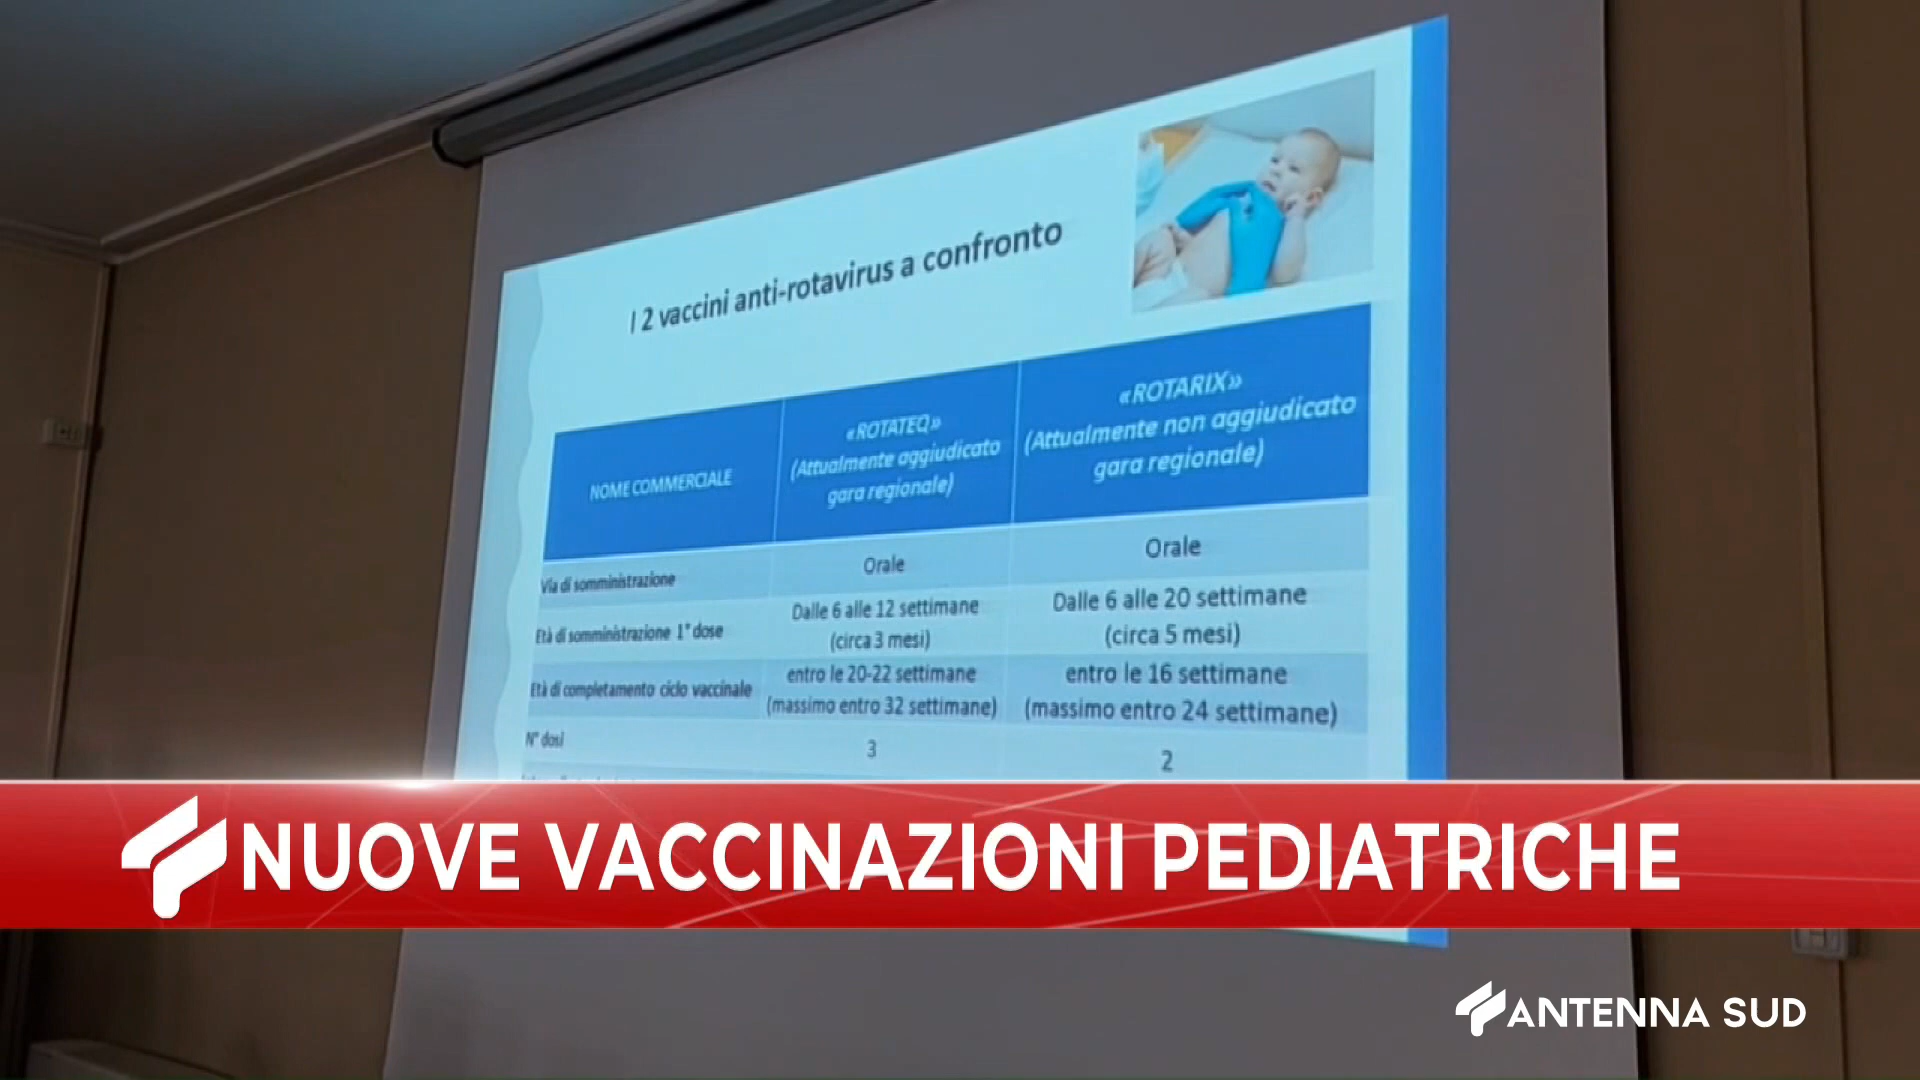 I 2 vaccini anti-rotavirus a confronto
NOME COMMERCIALE
«ROTATEQ»
(Attualmente aggiudicato
gara regionale)
«ROTARIX»
(Attualmente non aggiudicato
gara regionale)
Via di somministrazione
Orale
Orale
Età di somministrazione 1° dose
Dalle 6 alle 12 settimane
(circa 3 mesi)
Dalle 6 alle 20 settimane
(circa 5 mesi)
Età di completamento ciclo vaccinale
entro le 20-22 settimane
(massimo entro 32 settimane)
entro le 16 settimane
(massimo entro 24 settimane)
N° dosi
3
2
NUOVE VACCINAZIONI PEDIATRICHE
ANTENNA SUD